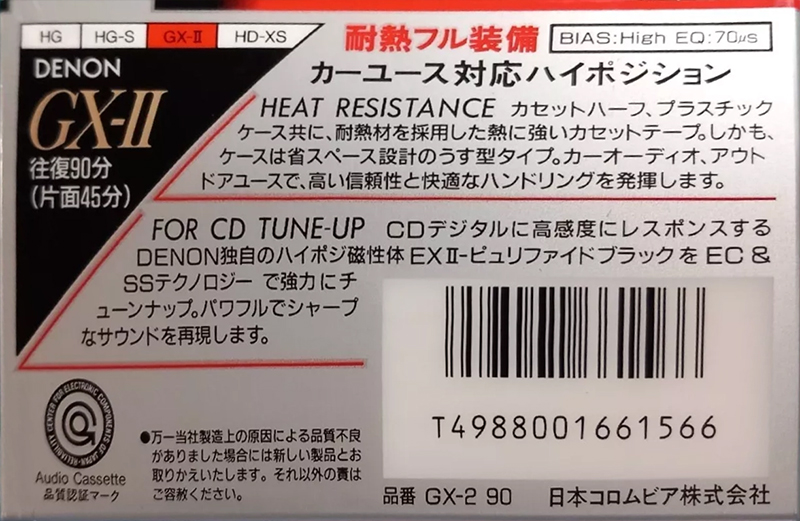 HG HG-S GX-II HD-XS
耐熱フル装備 BIAS:High EQ:70μs
DENON
GX-II
往復90分
(片面45分)
カーユース対応ハイポジション
HEAT RESISTANCE カセットハーフ、プラスチック
ケース共に、耐熱材を採用した熱に強いカセットテープ。しかも、
ケースは省スペース設計のうす型タイプ。カーオーディオ、アウト
ドアユースで、高い信頼性と快適なハンドリングを発揮します。
FOR CD TUNE-UP CDデジタルに高感度にレスポンスする
DENON独自のハイポジ磁性体EXII-ピュリファイドブラックをEC&
SSテクノロジーで強力にチ
ューンナップ。パワフルでシャープ
なサウンドを再現します。
RELIABILITY CENTER FOR ELECTRONIC COMPONENTS OF JAPAN
Audio Cassette
品質認証マーク
●万一当社製造上の原因による品質不良
がありました場合には新しい製品とお
取りかえいたします。それ以外の責は
ご容赦ください。
T4988001661566
品番 GX-2 90 日本コロムビア株式会社